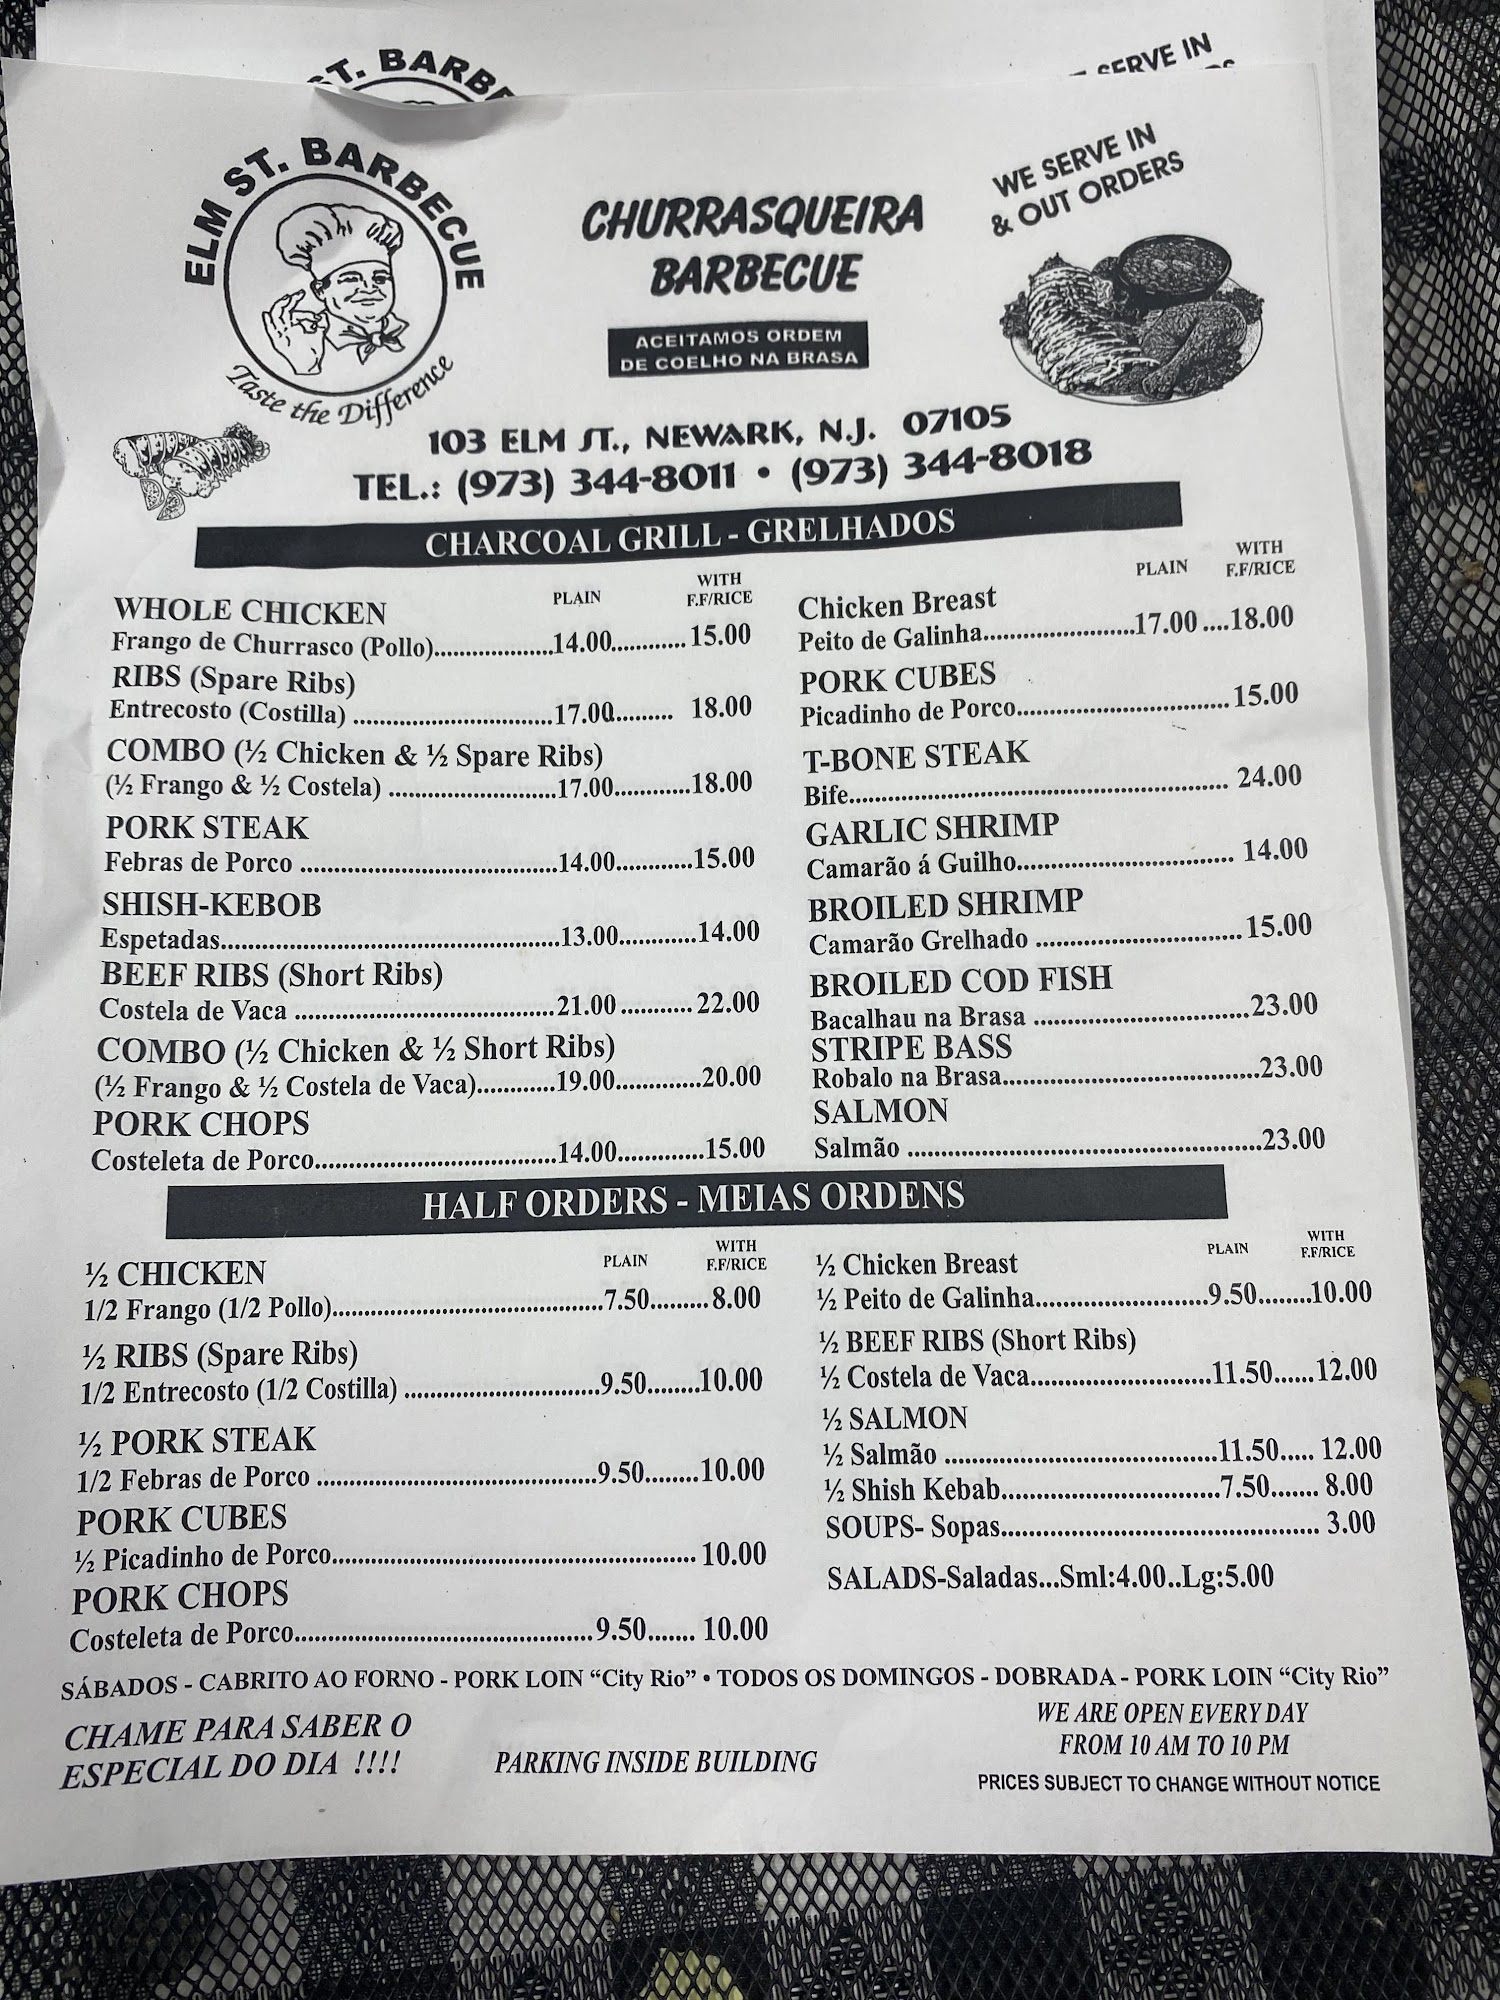 ST. BARBE
SERVE IN
ELM ST. BARBECUE
Taste the Difference
CHURRASQUEIRA
BARBECUE
ACEITAMOS ORDEM
DE COELHO NA BRASA
WE SERVE IN
& OUT ORDERS
103 ELM ST., NEWARK, N.J. 07105
TEL.: (973) 344-8011 • (973) 344-8018
CHARCOAL GRILL - GRELHADOS
PLAIN WITH F.F/RICE
WHOLE CHICKEN
Frango de Churrasco (Pollo)....................14.00............ 15.00
RIBS (Spare Ribs)
Entrecosto (Costilla) .................................17.00.......... 18.00
COMBO (½ Chicken & ½ Spare Ribs)
(½ Frango & ½ Costela) ............................17.00............18.00
PORK STEAK
Febras de Porco ...........................................14.00............15.00
SHISH-KEBOB
Espetadas.........................................................13.00............14.00
BEEF RIBS (Short Ribs)
Costela de Vaca ...........................................21.00............ 22.00
COMBO (½ Chicken & ½ Short Ribs)
(½ Frango & ½ Costela de Vaca).............19.00..............20.00
PORK CHOPS
Costeleta de Porco.........................................14.00..............15.00
PLAIN WITH F.F/RICE
Chicken Breast
Peito de Galinha.........................17.00 ....18.00
PORK CUBES
Picadinho de Porco................................... 15.00
T-BONE STEAK
Bife............................................................... 24.00
GARLIC SHRIMP
Camarão á Guilho.................................... 14.00
BROILED SHRIMP
Camarão Grelhado ..................................15.00
BROILED COD FISH
Bacalhau na Brasa ....................................23.00
STRIPE BASS
Robalo na Brasa...........................................23.00
SALMON
Salmão ...........................................................23.00
HALF ORDERS - MEIAS ORDENS
PLAIN WITH F.F/RICE
½ CHICKEN
1/2 Frango (1/2 Pollo).............................................7.50.........8.00
½ RIBS (Spare Ribs)
1/2 Entrecosto (1/2 Costilla) ................................9.50........10.00
½ PORK STEAK
1/2 Febras de Porco ..............................................9.50........10.00
PORK CUBES
½ Picadinho de Porco............................................................ 10.00
PORK CHOPS
Costeleta de Porco..................................................9.50....... 10.00
PLAIN WITH F.F/RICE
½ Chicken Breast
½ Peito de Galinha.............................9.50........10.00
½ BEEF RIBS (Short Ribs)
½ Costela de Vaca..............................11.50......12.00
½ SALMON
½ Salmão .............................................11.50..... 12.00
½ Shish Kebab....................................7.50....... 8.00
SOUPS- Sopas..................................................... 3.00
SALADS-Saladas...Sml:4.00..Lg:5.00
SÁBADOS - CABRITO AO FORNO - PORK LOIN “City Rio” • TODOS OS DOMINGOS - DOBRADA - PORK LOIN “City Rio”
CHAME PARA SABER O
ESPECIAL DO DIA !!!!
PARKING INSIDE BUILDING
WE ARE OPEN EVERY DAY
FROM 10 AM TO 10 PM
PRICES SUBJECT TO CHANGE WITHOUT NOTICE